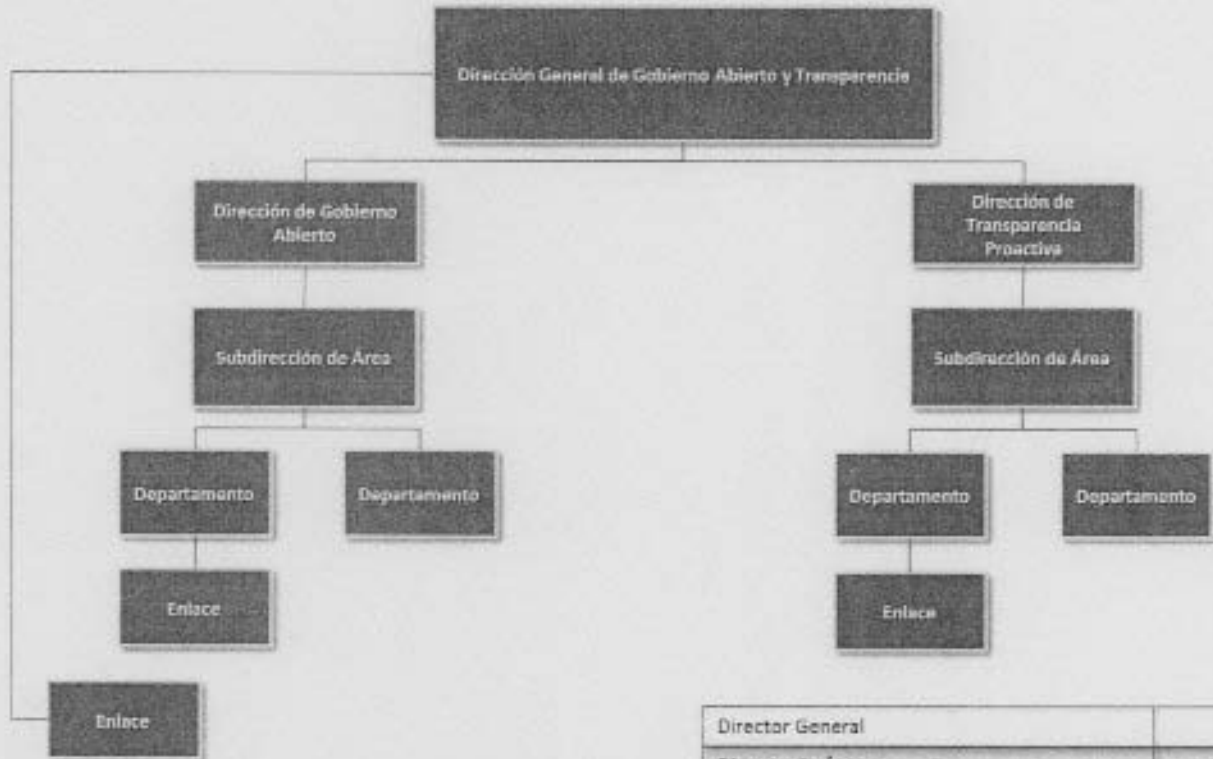 Dirección General de Gobierno Abierto y Transparencia
Dirección de Gobierno
Abierto
Dirección de
Transparencia
Proactiva
Subdirección de Área
Subdirección de Área
Departamento
Departamento
Departamento
Departamento
Enlace
Enlace
Enlace
Director General